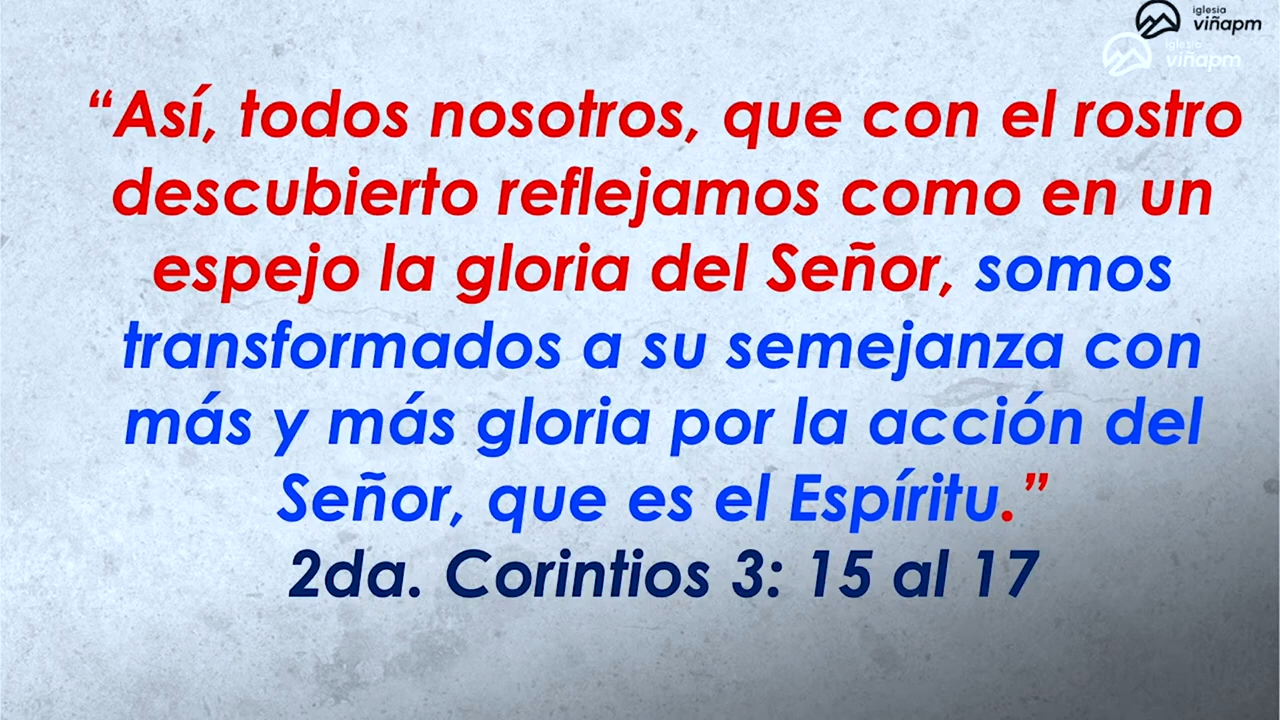 iglesia
viñapm
iglesia
viñapm
“Así, todos nosotros, que con el rostro
descubierto reflejamos como en un
espejo la gloria del Señor, somos
transformados a su semejanza con
más y más gloria por la acción del
Señor, que es el Espíritu.”
2da. Corintios 3: 15 al 17